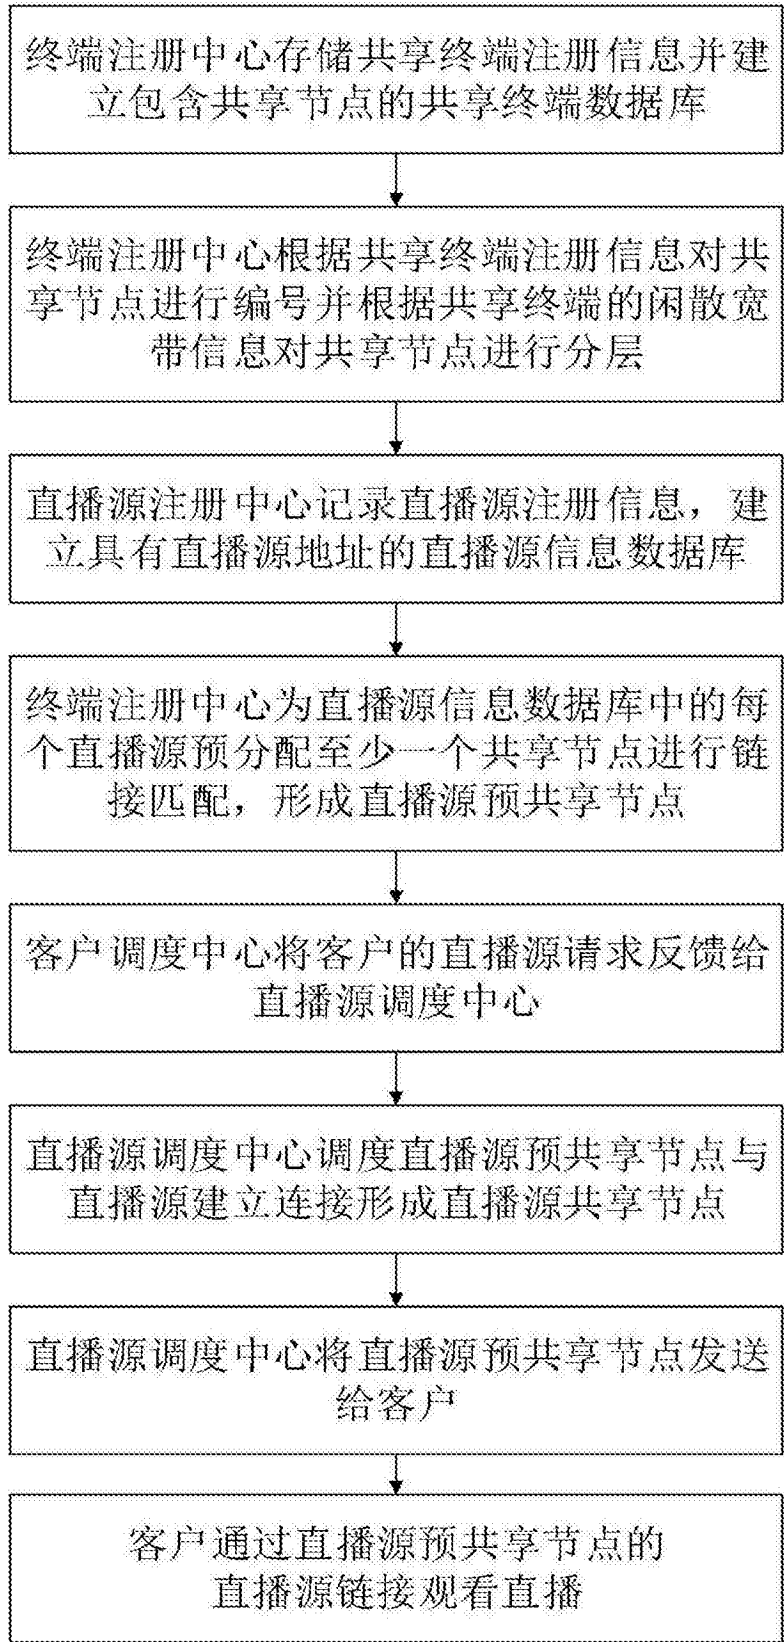 终端注册中心存储共享终端注册信息并建
立包含共享节点的共享终端数据库
终端注册中心根据共享终端注册信息对共
享节点进行编号并根据共享终端的闲散宽
带信息对共享节点进行分层
直播源注册中心记录直播源注册信息，建
立具有直播源地址的直播源信息数据库
终端注册中心为直播源信息数据库中的每
个直播源预分配至少一个共享节点进行链
接匹配，形成直播源预共享节点
客户调度中心将客户的直播源请求反馈给
直播源调度中心
直播源调度中心调度直播源预共享节点与
直播源建立连接形成直播源共享节点
直播源调度中心将直播源预共享节点发送
给客户
客户通过直播源预共享节点的
直播源链接观看直播